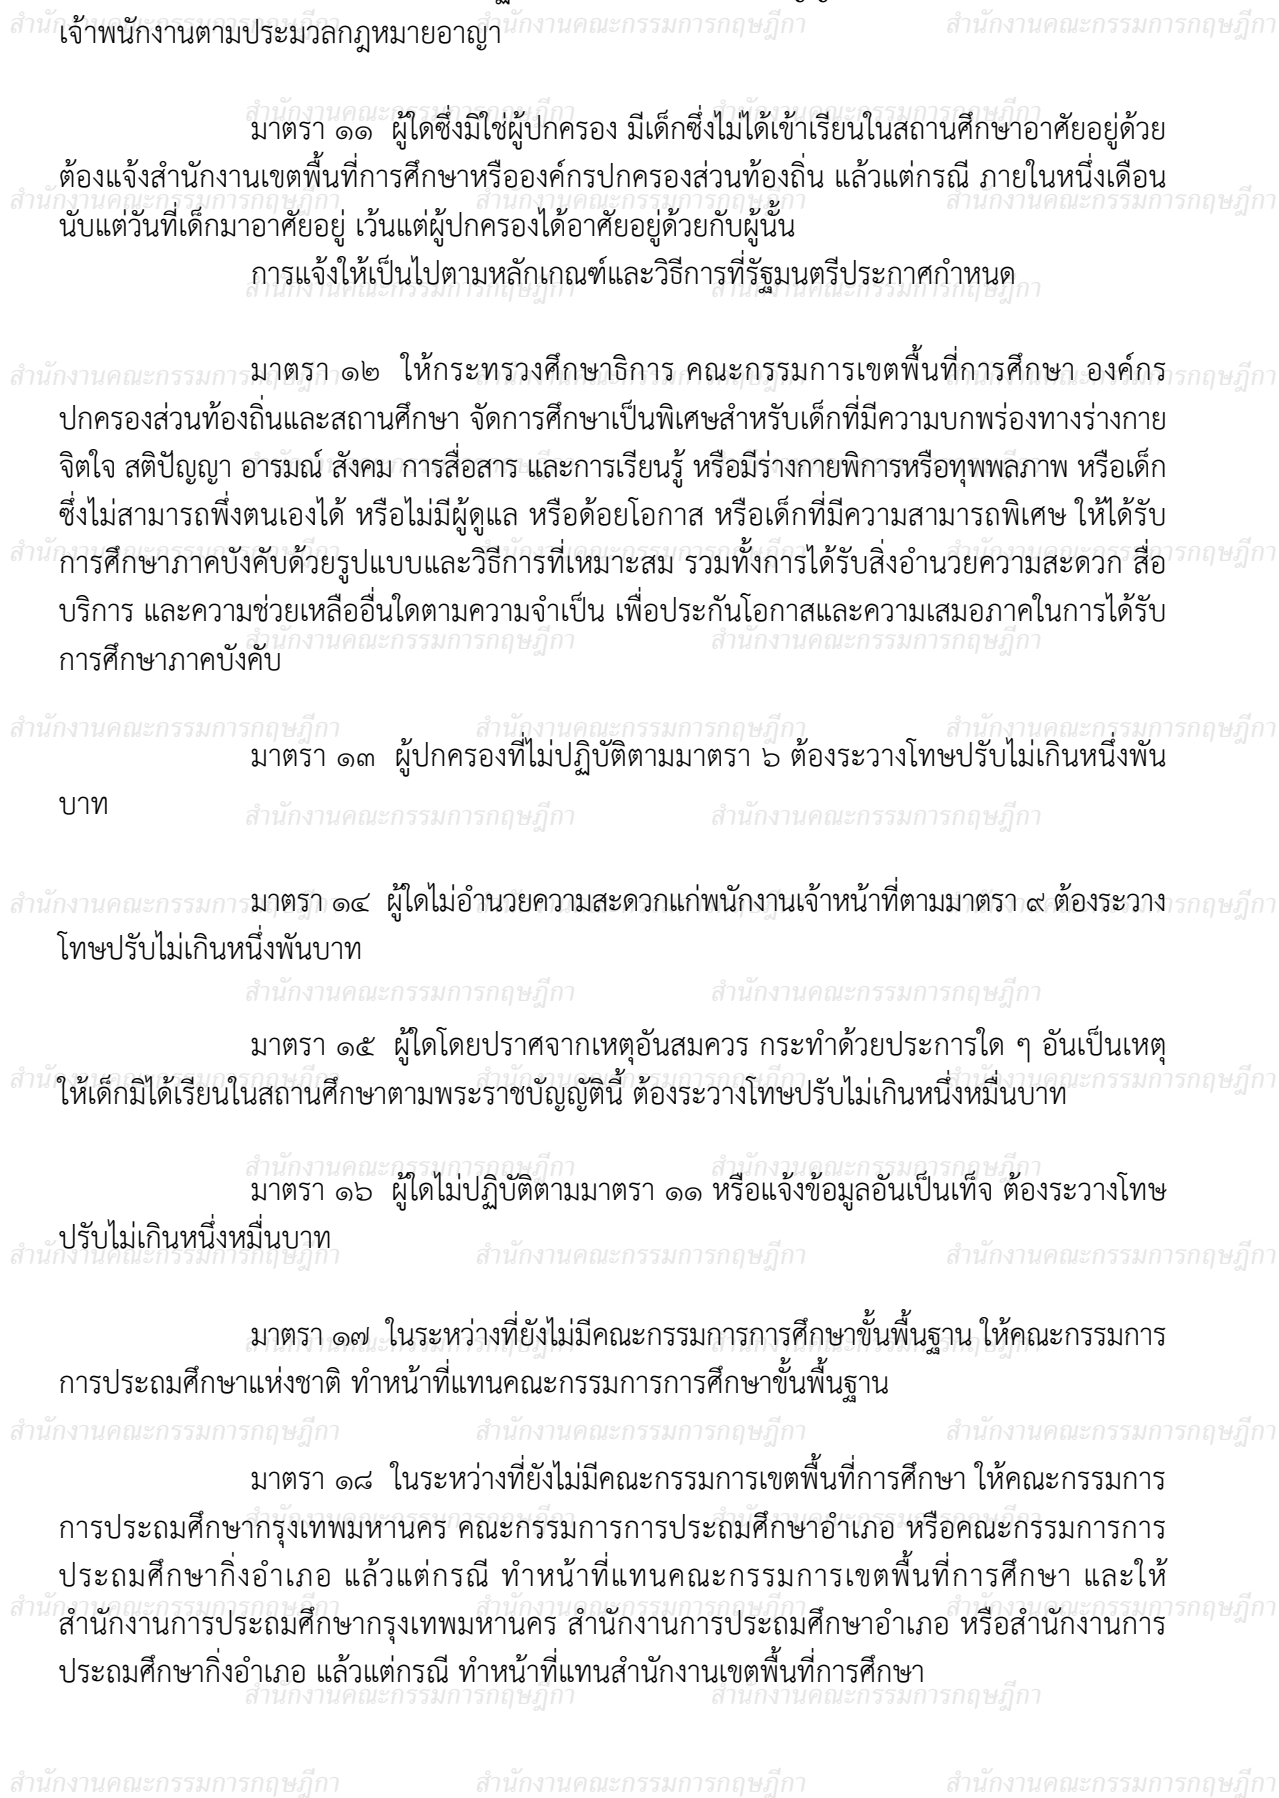 เจ้าพนักงานตามประมวลกฎหมายอาญา
มาตรา ๑๑ ผู้ใดซึ่งมิใช่ผู้ปกครอง มีเด็กซึ่งไม่ได้เข้าเรียนในสถานศึกษาอาศัยอยู่ด้วย
ต้องแจ้งสำนักงานเขตพื้นที่การศึกษาหรือองค์กรปกครองส่วนท้องถิ่น แล้วแต่กรณี ภายในหนึ่งเดือน
นับแต่วันที่เด็กมาอาศัยอยู่ เว้นแต่ผู้ปกครองได้อาศัยอยู่ด้วยกับผู้นั้น
การแจ้งให้เป็นไปตามหลักเกณฑ์และวิธีการที่รัฐมนตรีประกาศกำหนด
มาตรา ๑๒ ให้กระทรวงศึกษาธิการ คณะกรรมการเขตพื้นที่การศึกษา องค์กร
ปกครองส่วนท้องถิ่นและสถานศึกษา จัดการศึกษาเป็นพิเศษสำหรับเด็กที่มีความบกพร่องทางร่างกาย
จิตใจ สติปัญญา อารมณ์ สังคม การสื่อสาร และการเรียนรู้ หรือมีร่างกายพิการหรือทุพพลภาพ หรือเด็ก
ซึ่งไม่สามารถพึ่งตนเองได้ หรือไม่มีผู้ดูแล หรือด้อยโอกาส หรือเด็กที่มีความสามารถพิเศษ ให้ได้รับ
การศึกษาภาคบังคับด้วยรูปแบบและวิธีการที่เหมาะสม รวมทั้งการได้รับสิ่งอำนวยความสะดวก สื่อ
บริการ และความช่วยเหลืออื่นใดตามความจำเป็น เพื่อประกันโอกาสและความเสมอภาคในการได้รับ
การศึกษาภาคบังคับ
มาตรา ๑๓ ผู้ปกครองที่ไม่ปฏิบัติตามมาตรา ๖ ต้องระวางโทษปรับไม่เกินหนึ่งพัน
บาท
มาตรา ๑๔ ผู้ใดไม่อำนวยความสะดวกแก่พนักงานเจ้าหน้าที่ตามมาตรา ๙ ต้องระวาง
โทษปรับไม่เกินหนึ่งพันบาท
มาตรา ๑๕ ผู้ใดโดยปราศจากเหตุอันสมควร กระทำด้วยประการใด ๆ อันเป็นเหตุ
ให้เด็กมิได้เรียนในสถานศึกษาตามพระราชบัญญัตินี้ ต้องระวางโทษปรับไม่เกินหนึ่งหมื่นบาท
มาตรา ๑๖ ผู้ใดไม่ปฏิบัติตามมาตรา ๑๑ หรือแจ้งข้อมูลอันเป็นเท็จ ต้องระวางโทษ
ปรับไม่เกินหนึ่งหมื่นบาท
มาตรา ๑๗ ในระหว่างที่ยังไม่มีคณะกรรมการการศึกษาขั้นพื้นฐาน ให้คณะกรรมการ
การประถมศึกษาแห่งชาติ ทำหน้าที่แทนคณะกรรมการการศึกษาขั้นพื้นฐาน
มาตรา ๑๘ ในระหว่างที่ยังไม่มีคณะกรรมการเขตพื้นที่การศึกษา ให้คณะกรรมการ
การประถมศึกษากรุงเทพมหานคร คณะกรรมการการประถมศึกษาอำเภอ หรือคณะกรรมการการ
ประถมศึกษากิ่งอำเภอ แล้วแต่กรณี ทำหน้าที่แทนคณะกรรมการเขตพื้นที่การศึกษา และให้
สำนักงานการประถมศึกษากรุงเทพมหานคร สำนักงานการประถมศึกษาอำเภอ หรือสำนักงานการ
ประถมศึกษากิ่งอำเภอ แล้วแต่กรณี ทำหน้าที่แทนสำนักงานเขตพื้นที่การศึกษา
สำนักงานคณะกรรมการกฤษฎีกา สำนักงานคณะกรรมการกฤษฎีกา สำนักงานคณะกรรมการกฤษฎีกา